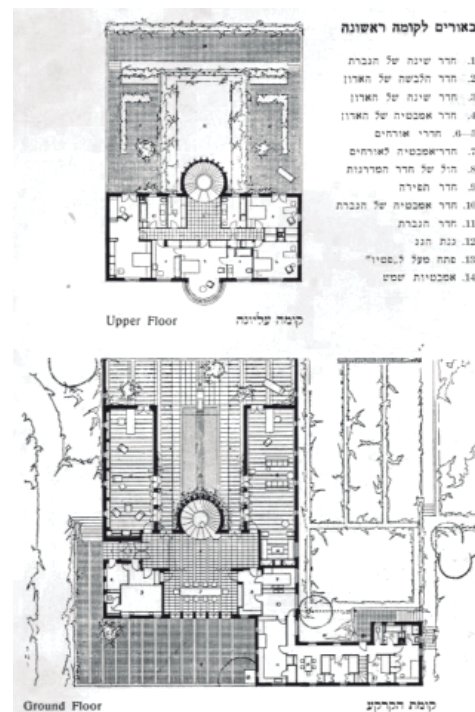 באורים לקומה ראשונה
1. חדר שינה של הגברת
2. חדר הלבשה של האדון
3. חדר שינה של האדון
4. חדר אמבטיה של האדון
5—6. חדרי אורחים
7. חדר־אמבטיה לאורחים
8. הול של חדר המדרגות
9. חדר תפירה
10. חדר אמבטיה של הגברת
11. חדר הגברת
12. גנת הגג
13. פתח מעל ל„פטיו"
14. אמבטיות שמש
Upper Floor קומה עליונה
Ground Floor קומת הקרקע